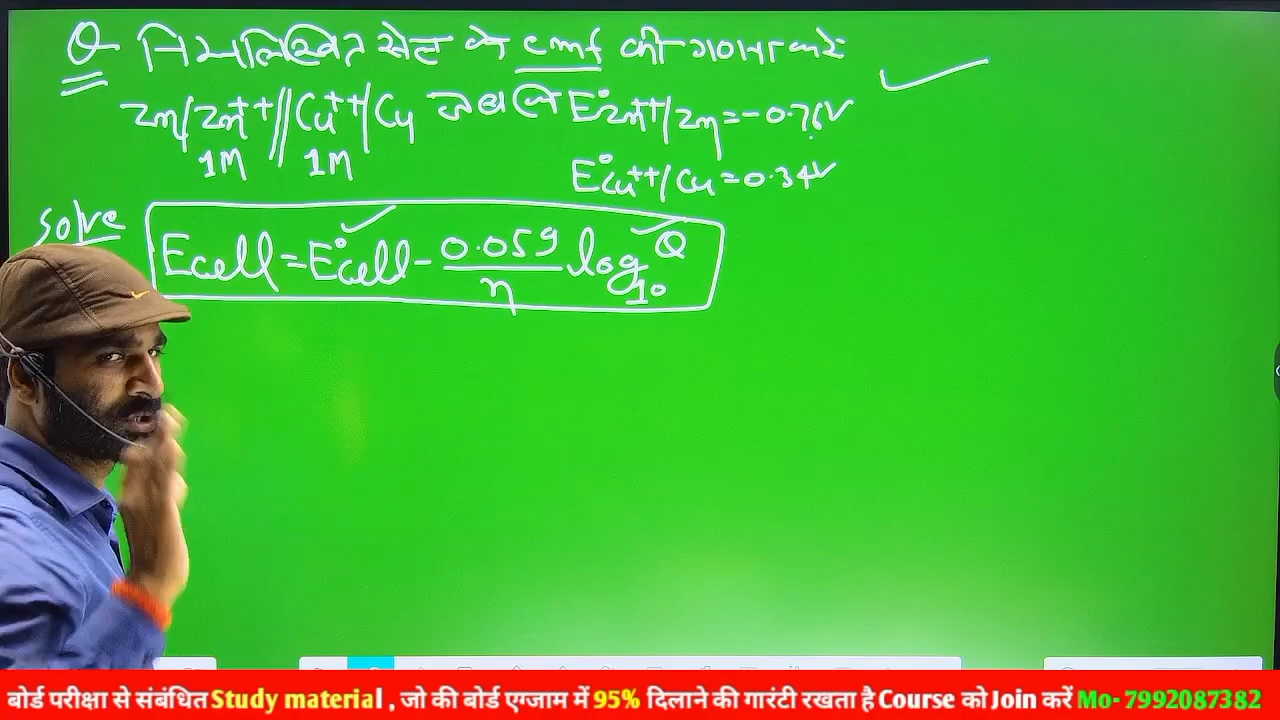 Q निम्नलिखित सेल के emf की गणना करें
Zn/Zn++//Cu++/Cu जबकि E°Zn++/Zn=-0.76V
1M 1M E°Cu++/Cu=0.34V
Solve
Ecell=E°cell-0.059/n log10 Q
बोर्ड परीक्षा से संबंधित Study material , जो की बोर्ड एग्जाम में 95% दिलाने की गारंटी रखता है Course को Join करें Mo- 7992087382